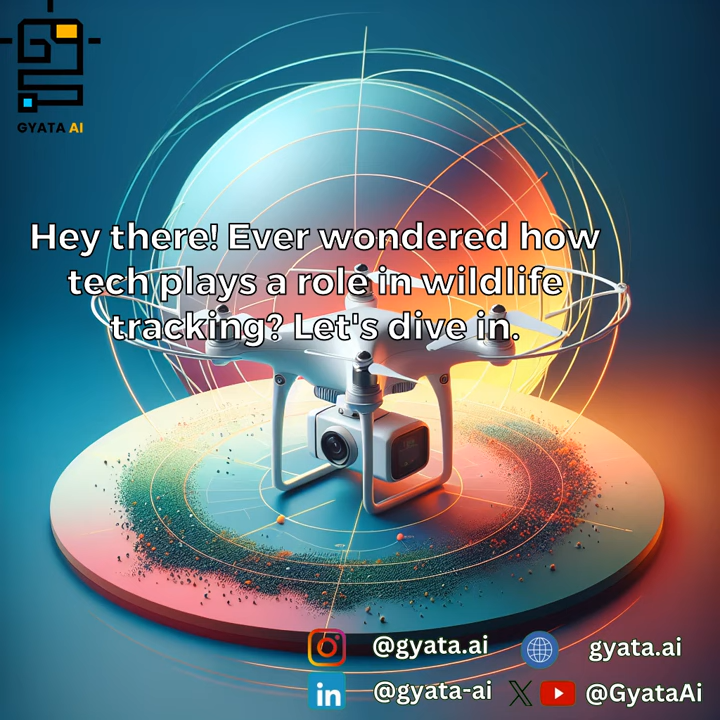 GYATA AI
Hey there! Ever wondered how
tech plays a role in wildlife
tracking? Let's dive in.
@gyata.ai
gyata.ai
in
@gyata-ai
X
@GyataAi